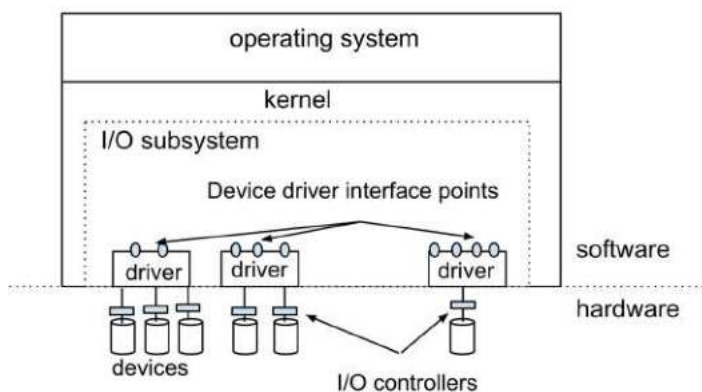 operating system
kernel
I/O subsystem
Device driver interface points
driver
driver
driver
software
hardware
devices
I/O controllers